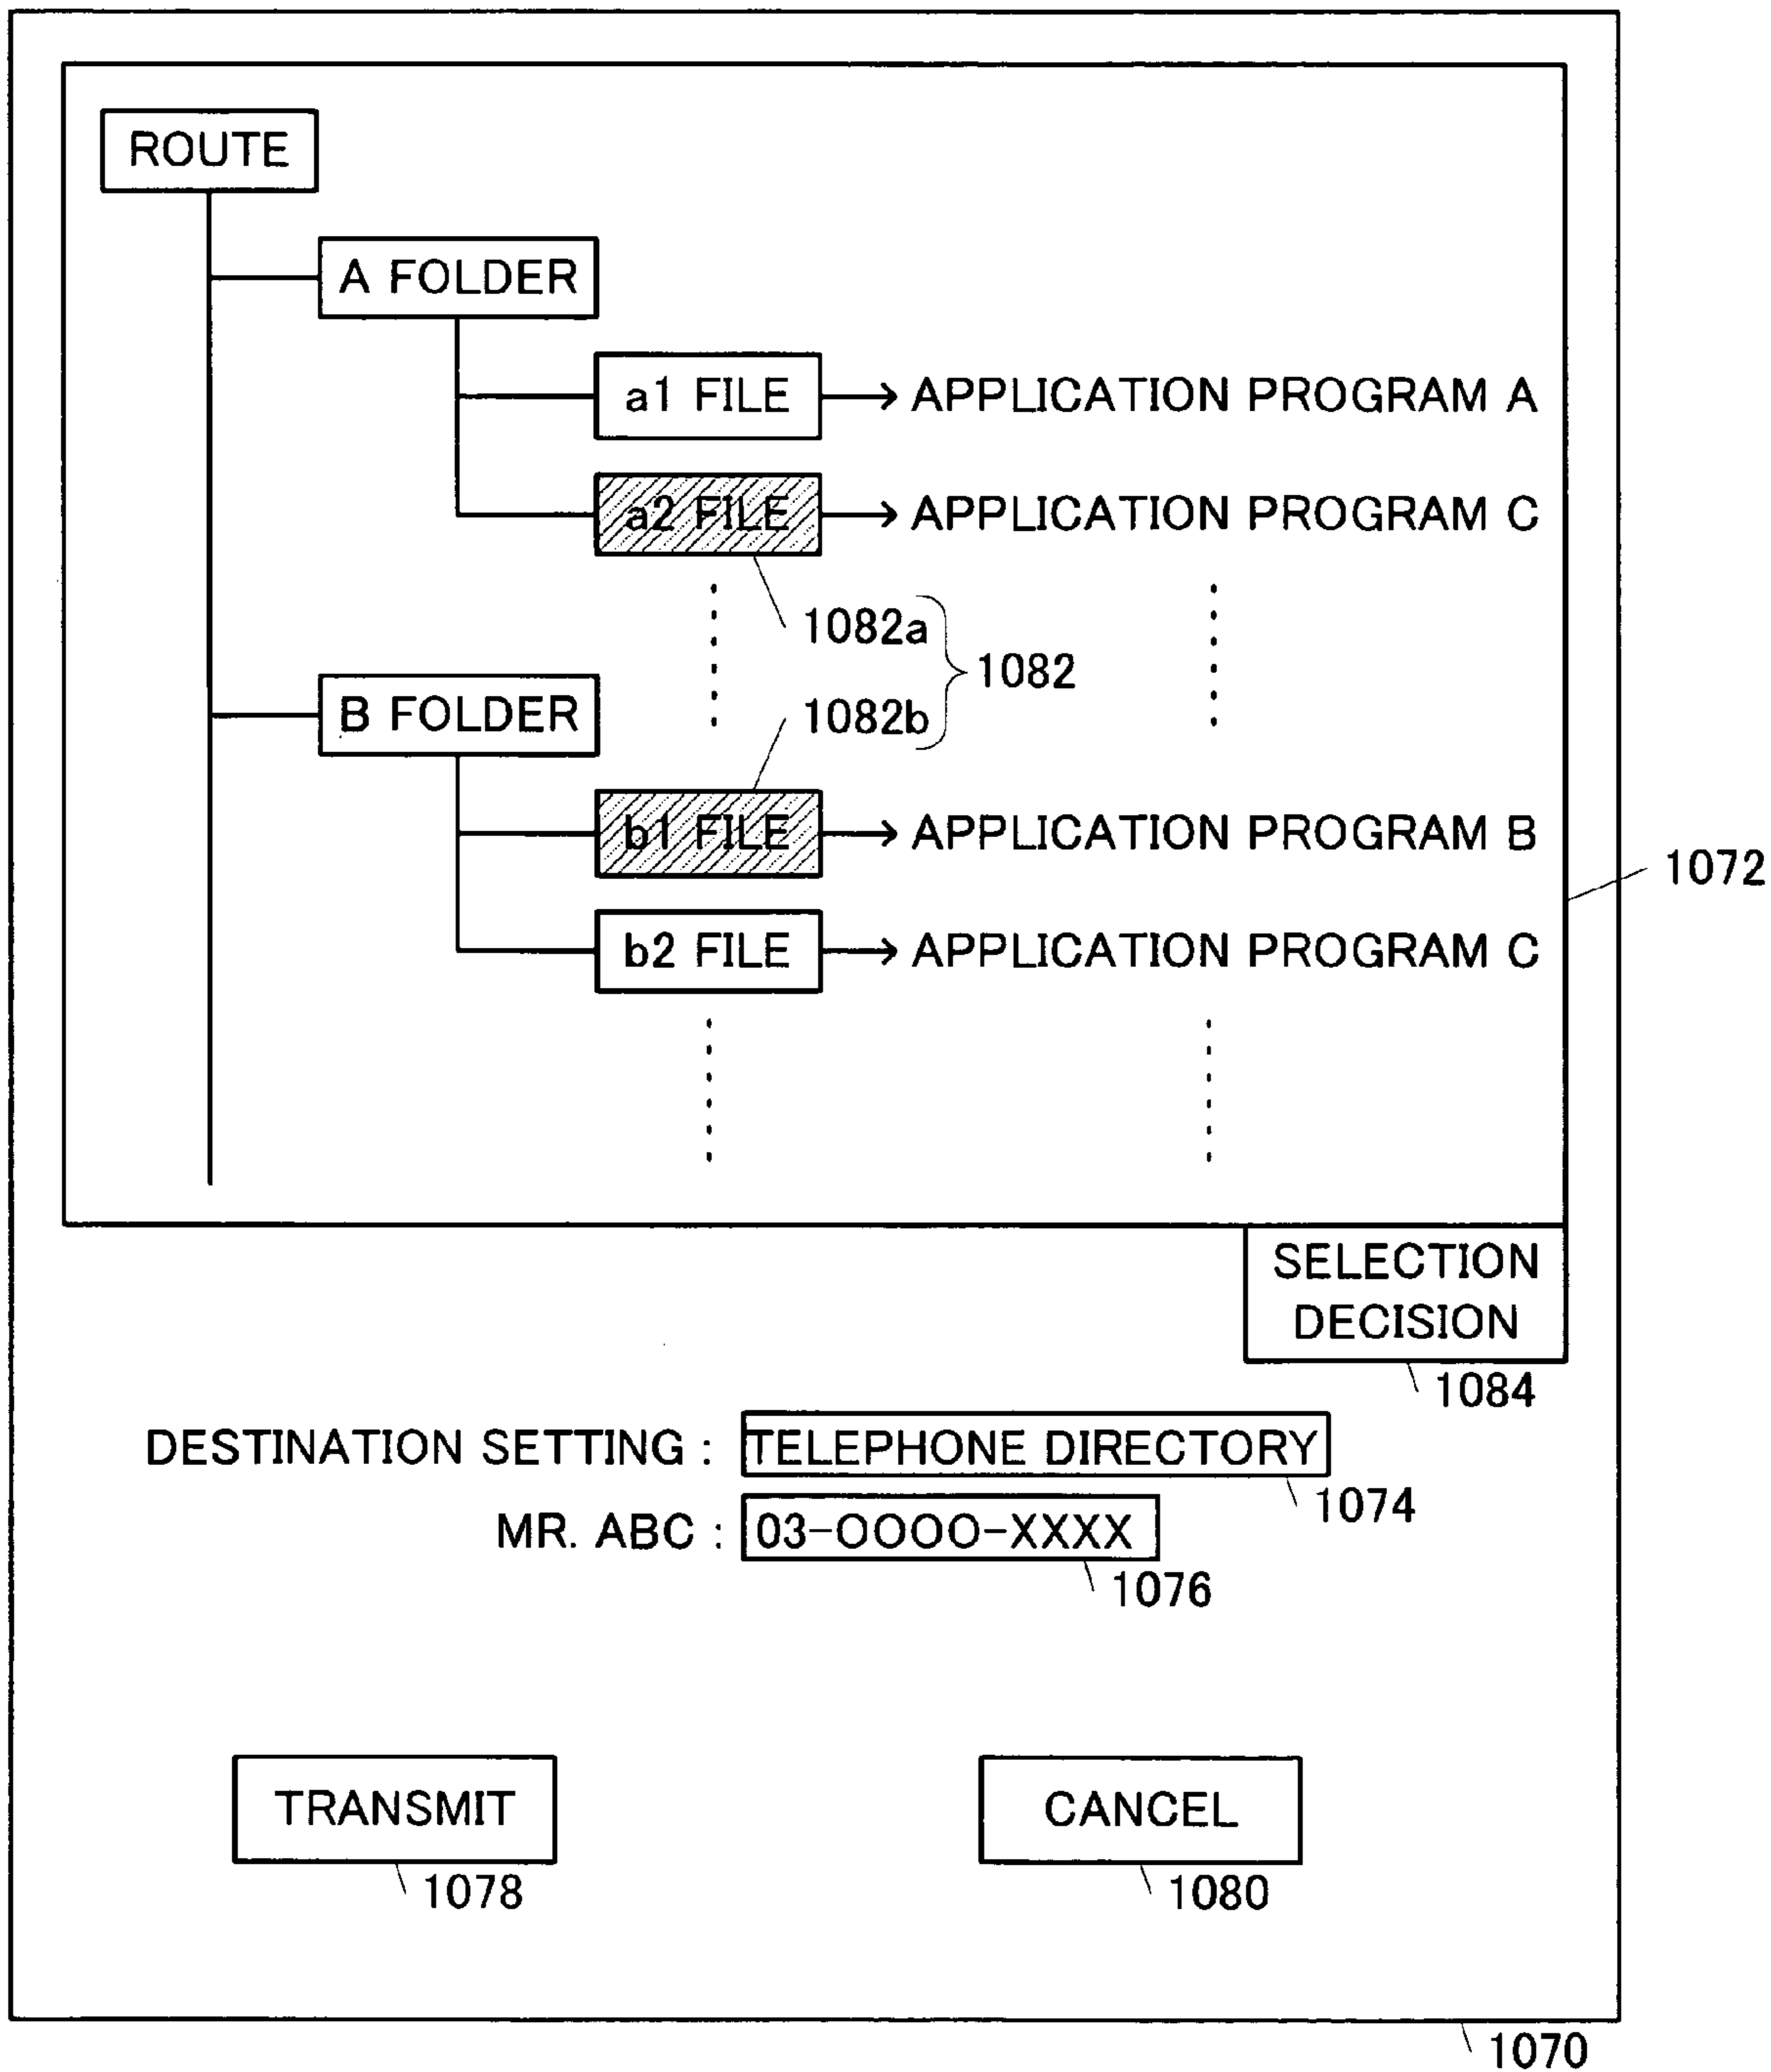 ROUTE
A FOLDER
a1 FILE → APPLICATION PROGRAM A
a2 FILE → APPLICATION PROGRAM C
1082a
1082
B FOLDER
1082b
b1 FILE → APPLICATION PROGRAM B
1072
b2 FILE → APPLICATION PROGRAM C
SELECTION
DECISION
1084
DESTINATION SETTING : TELEPHONE DIRECTORY
1074
MR. ABC : 03-OOOO-XXXX
1076
TRANSMIT
CANCEL
1078
1080
1070